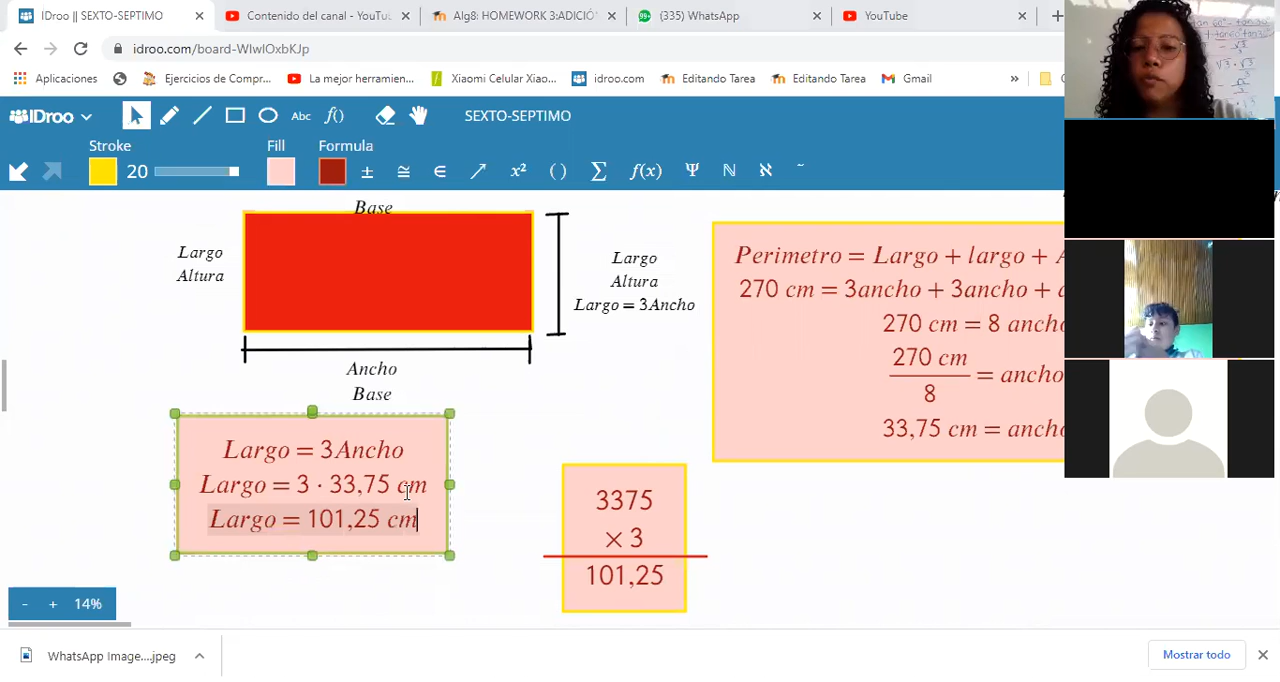 IDroo || SEXTO-SEPTIMO
Contenido del canal - YouTu
Alg8: HOMEWORK 3:ADICIÓ
(335) WhatsApp
YouTube
idroo.com/board-WIwIOxbKJp
Aplicaciones
Ejercicios de Compr...
La mejor herramien...
Xiaomi Celular Xiao...
idroo.com
Editando Tarea
Editando Tarea
Gmail
»
IDroo
Abc
f()
SEXTO-SEPTIMO
Stroke
Fill
Formula
20
± ≅ ∈ x² ( ) ∑ f(x) Ψ ℕ ℵ
Base
Largo
Altura
Largo
Altura
Largo = 3Ancho
Ancho
Base
Perimetro = Largo + largo + A
270 cm = 3ancho + 3ancho + a
270 cm = 8 ancho
270 cm
8
= ancho
33,75 cm = ancho
Largo = 3Ancho
Largo = 3 · 33,75 cm
Largo = 101,25 cm
3375
× 3
101,25
- + 14%
WhatsApp Image....jpeg
Mostrar todo